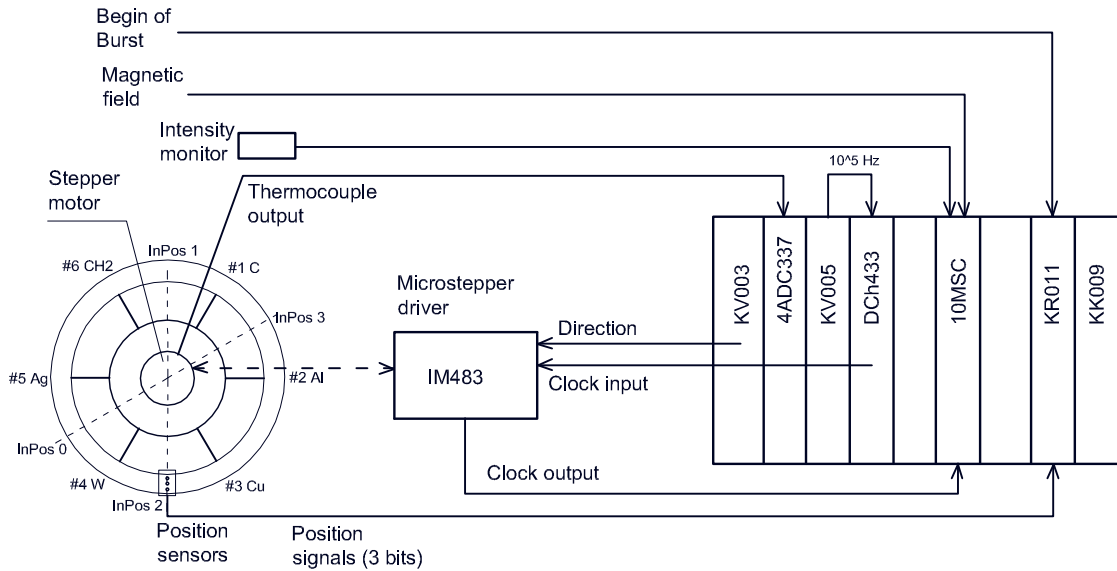 Begin of
Burst
Magnetic
field
Intensity
monitor
10^5 Hz
Stepper
motor
Thermocouple
output
InPos 1
#6 CH2
#1 C
InPos 3
#5 Ag
#2 Al
InPos 0
#4 W
#3 Cu
InPos 2
Position
sensors
Position
signals (3 bits)
Microstepper
driver
IM483
Direction
Clock input
Clock output
KV003
4ADC337
KV005
DCh433
10MSC
KR011
KK009